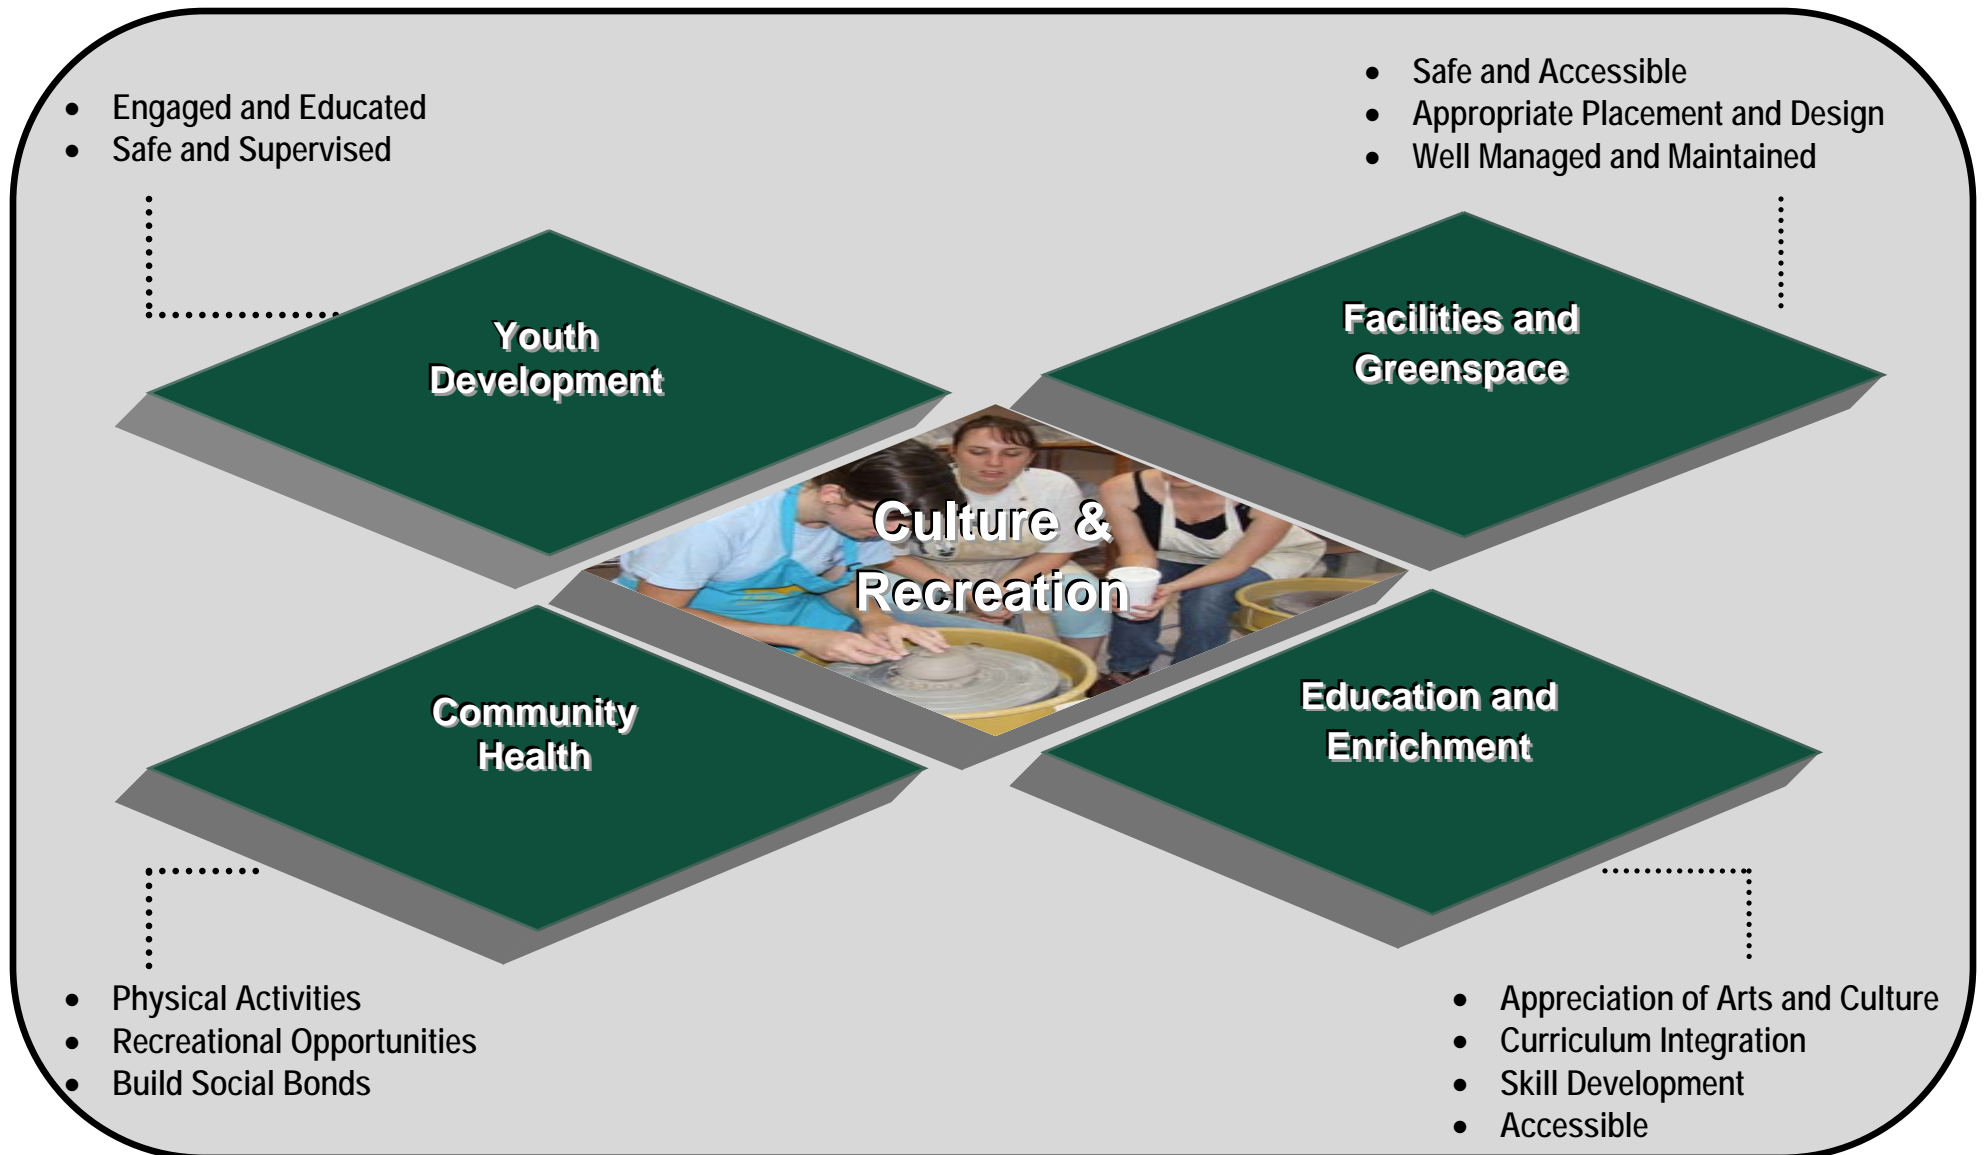 • Engaged and Educated
• Safe and Supervised
• Safe and Accessible
• Appropriate Placement and Design
• Well Managed and Maintained
Youth
Development
Facilities and
Greenspace
Culture &
Recreation
Community
Health
Education and
Enrichment
• Physical Activities
• Recreational Opportunities
• Build Social Bonds
• Appreciation of Arts and Culture
• Curriculum Integration
• Skill Development
• Accessible